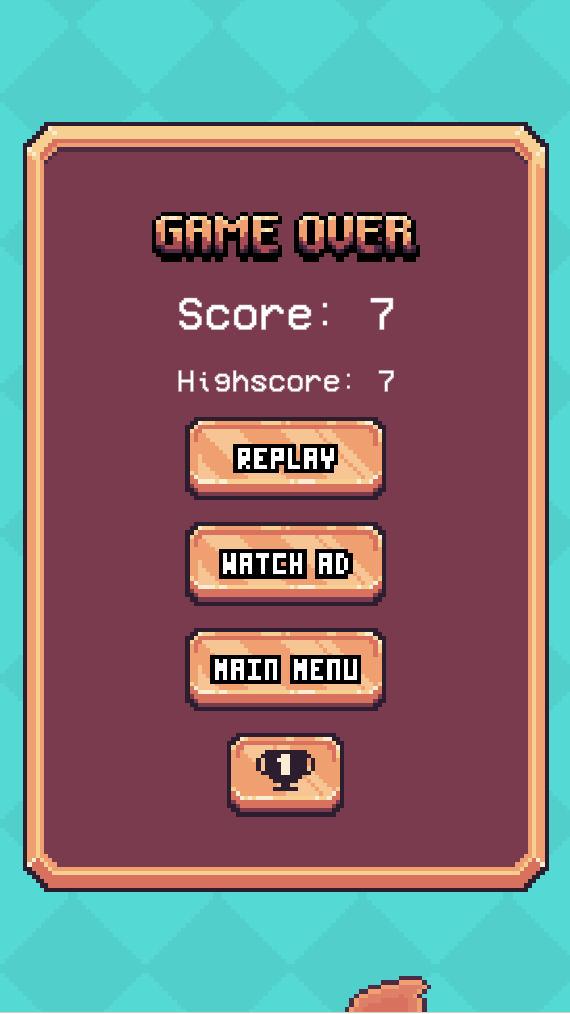 GAME OVER
Score: 7
Highscore: 7
REPLAY
WATCH AD
MAIN MENU
1